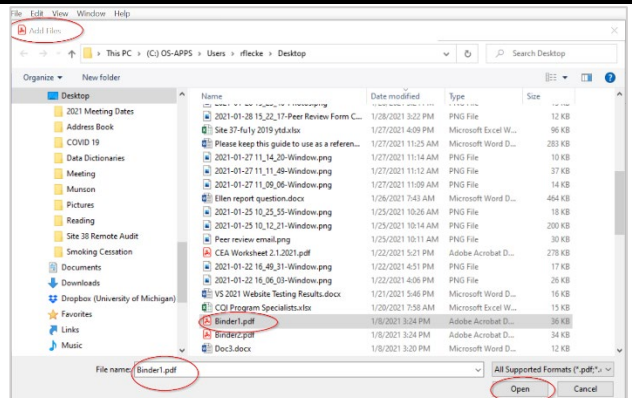 File Edit View Window Help
Add Files
This PC > (C:) OS-APPS > Users > rflecke > Desktop
Search Desktop
Organize New folder
Desktop
2021 Meeting Dates
Address Book
COVID 19
Data Dictionaries
Meeting
Munson
Pictures
Reading
Site 38 Remote Audit
Smoking Cessation
Documents
Downloads
Dropbox (University of Michigan)
Favorites
Links
Music
Name Date modified Type Size
2021-01-28 15_22_17-Peer Review Form C... 1/28/2021 3:22 PM PNG File 12 KB
Site 37-fu1y 2019 ytd.xlsx 1/27/2021 4:09 PM Microsoft Excel W... 96 KB
Please keep this guide to use as a referen... 1/27/2021 11:25 AM Microsoft Word D... 283 KB
2021-01-27 11_14_20-Window.png 1/27/2021 11:14 AM PNG File 10 KB
2021-01-27 11_11_49-Window.png 1/27/2021 11:12 AM PNG File 37 KB
2021-01-27 11_09_06-Window.png 1/27/2021 11:09 AM PNG File 14 KB
Ellen report question.docx 1/26/2021 7:43 AM Microsoft Word D... 464 KB
2021-01-25 10_25_55-Window.png 1/25/2021 10:26 AM PNG File 18 KB
2021-01-25 10_12_21-Window.png 1/25/2021 10:14 AM PNG File 200 KB
Peer review email.png 1/25/2021 10:11 AM PNG File 30 KB
CEA Worksheet 2.1.2021.pdf 1/22/2021 5:21 PM Adobe Acrobat D... 278 KB
2021-01-22 16_49_31-Window.png 1/22/2021 4:51 PM PNG File 17 KB
2021-01-22 16_06_03-Window.png 1/22/2021 4:06 PM PNG File 26 KB
VS 2021 Website Testing Results.docx 1/21/2021 5:46 PM Microsoft Word D... 16 KB
CQI Program Specialists.xlsx 1/20/2021 7:58 AM Microsoft Excel W... 15 KB
Binder1.pdf 1/8/2021 3:24 PM Adobe Acrobat D... 36 KB
Binder2.pdf 1/8/2021 3:24 PM Adobe Acrobat D... 34 KB
Doc3.docx 1/8/2021 3:20 PM Microsoft Word D... 12 KB
File name: Binder1.pdf All Supported Formats (*.pdf;*.
Open Cancel